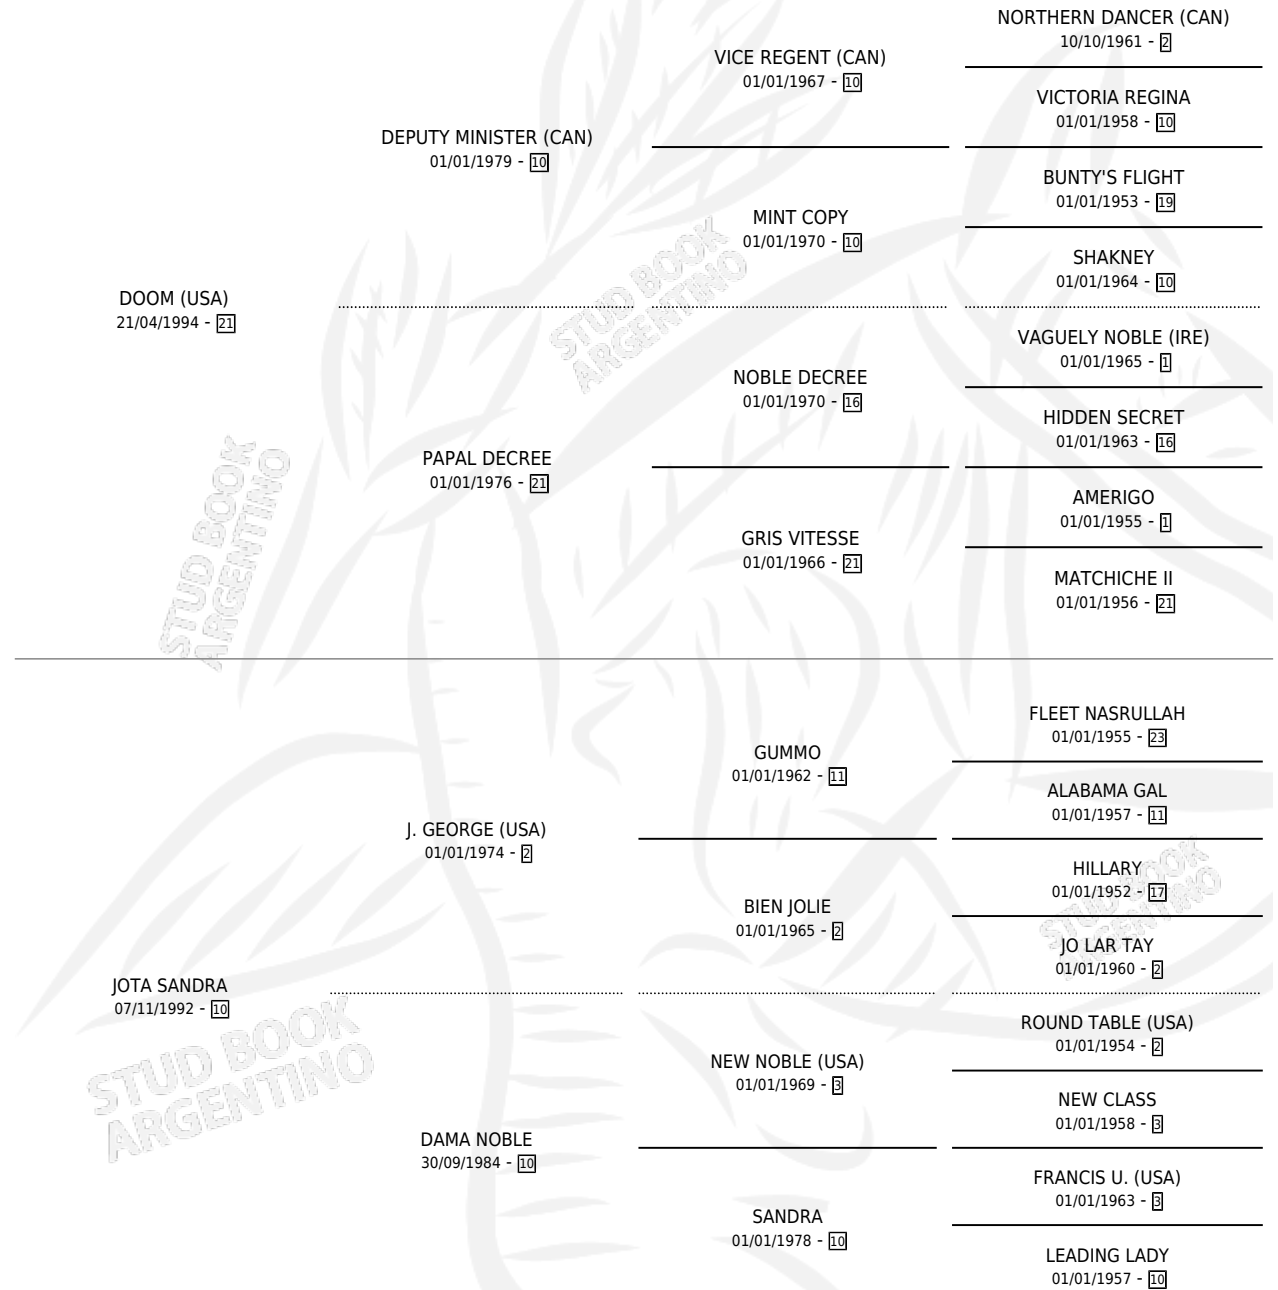 NORTHERN DANCER (CAN)
10/10/1961 - 2
VICE REGENT (CAN)
01/01/1967 - 10
VICTORIA REGINA
01/01/1958 - 10
DEPUTY MINISTER (CAN)
01/01/1979 - 10
BUNTY'S FLIGHT
01/01/1953 - 19
MINT COPY
01/01/1970 - 10
SHAKNEY
01/01/1964 - 10
DOOM (USA)
21/04/1994 - 21
STUD BOOK
ARGENTINO
VAGUELY NOBLE (IRE)
01/01/1965 - 1
NOBLE DECREE
01/01/1970 - 16
HIDDEN SECRET
01/01/1963 - 16
PAPAL DECREE
01/01/1976 - 21
AMERIGO
01/01/1955 - 1
GRIS VITESSE
01/01/1966 - 21
MATCHICHE II
01/01/1956 - 21
STUD BOOK
ARGENTINO
FLEET NASRULLAH
01/01/1955 - 23
GUMMO
01/01/1962 - 11
ALABAMA GAL
01/01/1957 - 11
J. GEORGE (USA)
01/01/1974 - 2
HILLARY
01/01/1952 - 17
STUD BOOK
ARGENTINO
BIEN JOLIE
01/01/1965 - 2
JO LAR TAY
01/01/1960 - 2
JOTA SANDRA
07/11/1992 - 10
STUD BOOK
ARGENTINO
ROUND TABLE (USA)
01/01/1954 - 2
NEW NOBLE (USA)
01/01/1969 - 3
NEW CLASS
01/01/1958 - 3
DAMA NOBLE
30/09/1984 - 10
FRANCIS U. (USA)
01/01/1963 - 3
SANDRA
01/01/1978 - 10
LEADING LADY
01/01/1957 - 10